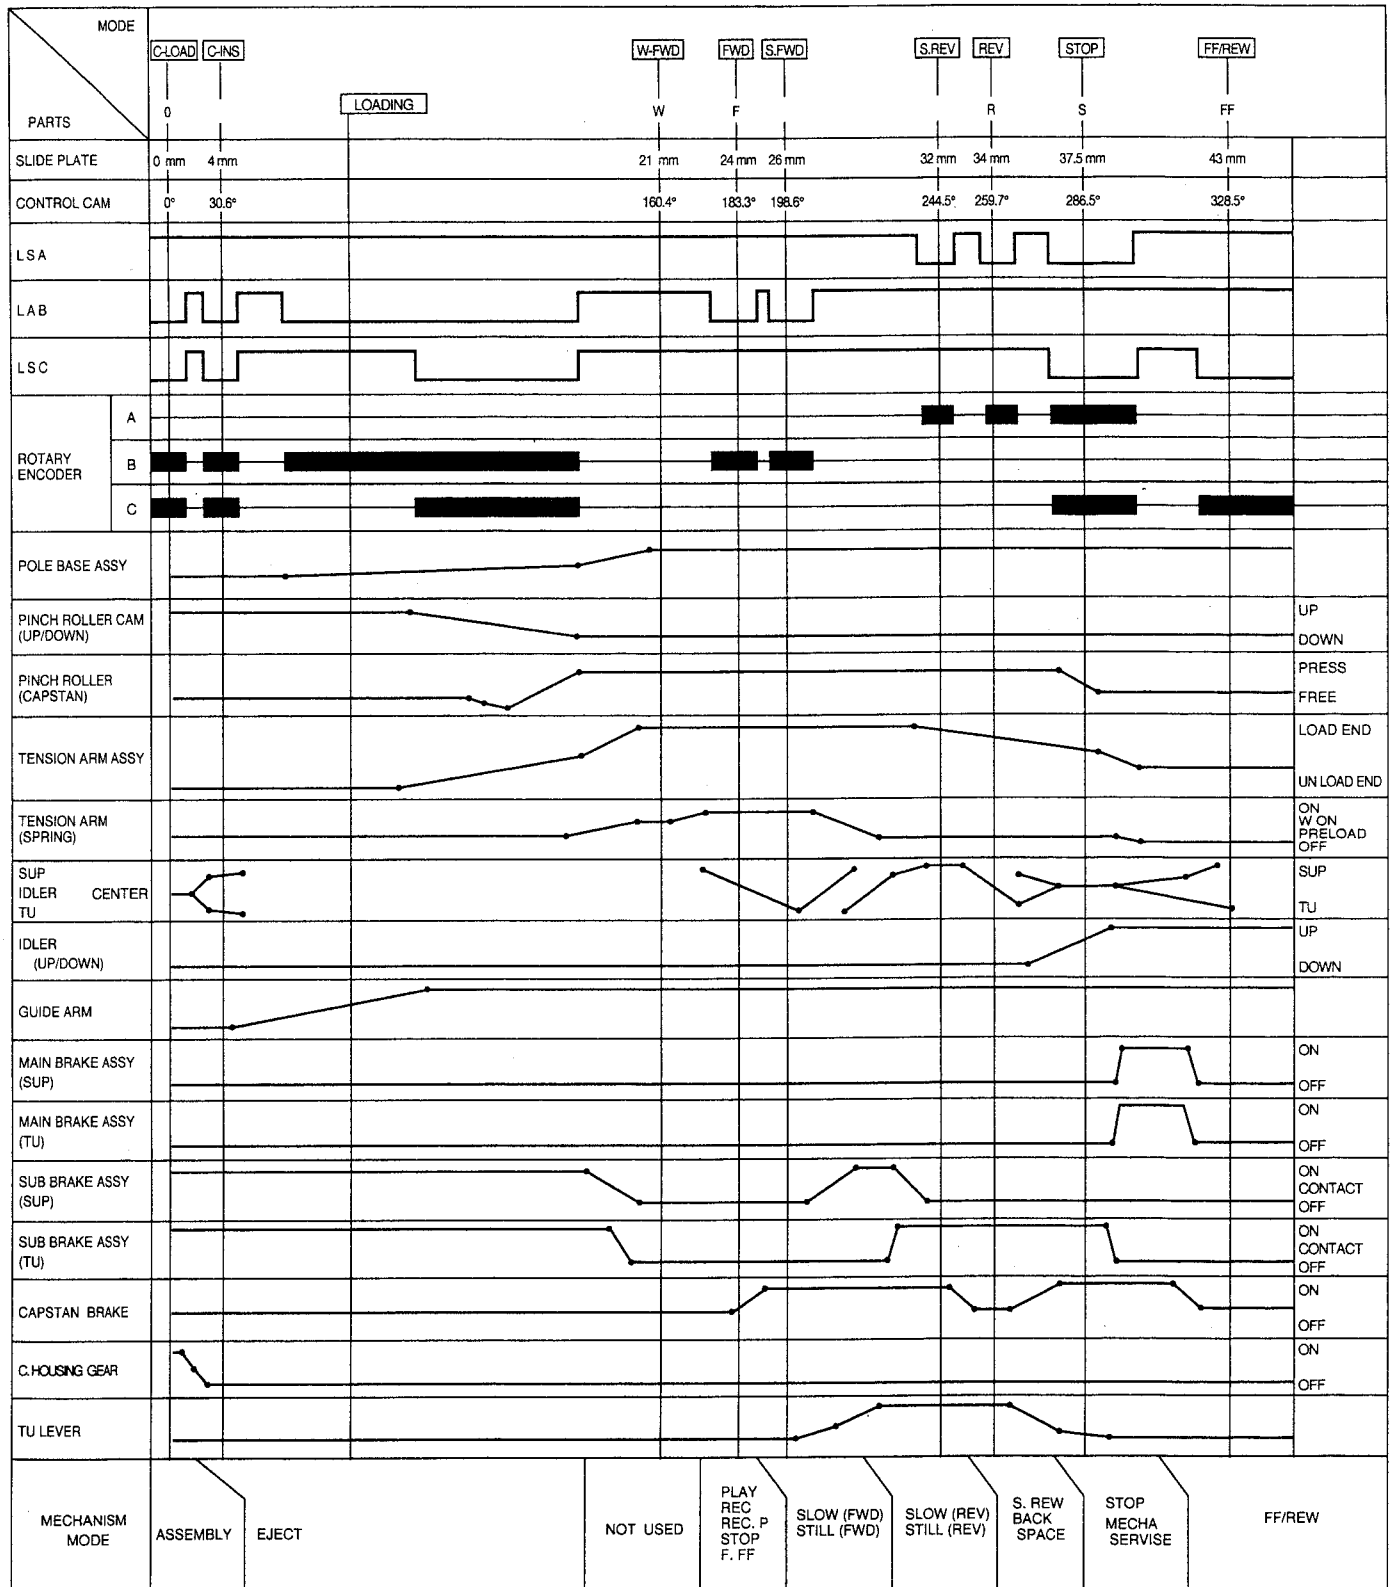 MODE
PARTS
C-LOAD C-INS W-FWD FWD S.FWD S.REV REV STOP FF/REW
LOADING
0 W F R S FF
SLIDE PLATE 0 mm 4 mm 21 mm 24 mm 26 mm 32 mm 34 mm 37.5 mm 43 mm
CONTROL CAM 0° 30.6° 160.4° 183.3° 198.6° 244.5° 259.7° 286.5° 328.5°
LSA
LAB
LSC
ROTARY
ENCODER
A
B
C
POLE BASE ASSY
PINCH ROLLER CAM
(UP/DOWN)
UP
DOWN
PINCH ROLLER
(CAPSTAN)
PRESS
FREE
TENSION ARM ASSY
LOAD END
UN LOAD END
TENSION ARM
(SPRING)
ON
W ON
PRELOAD
OFF
SUP
IDLER CENTER
TU
SUP
TU
IDLER
(UP/DOWN)
UP
DOWN
GUIDE ARM
MAIN BRAKE ASSY
(SUP)
ON
OFF
MAIN BRAKE ASSY
(TU)
ON
OFF
SUB BRAKE ASSY
(SUP)
ON
CONTACT
OFF
SUB BRAKE ASSY
(TU)
ON
CONTACT
OFF
CAPSTAN BRAKE
ON
OFF
C.HOUSING GEAR
ON
OFF
TU LEVER
MECHANISM
MODE
ASSEMBLY
EJECT
NOT USED
PLAY
REC
REC. P
STOP
F. FF
SLOW (FWD)
STILL (FWD)
SLOW (REV)
STILL (REV)
S. REW
BACK
SPACE
STOP
MECHA
SERVISE
FF/REW